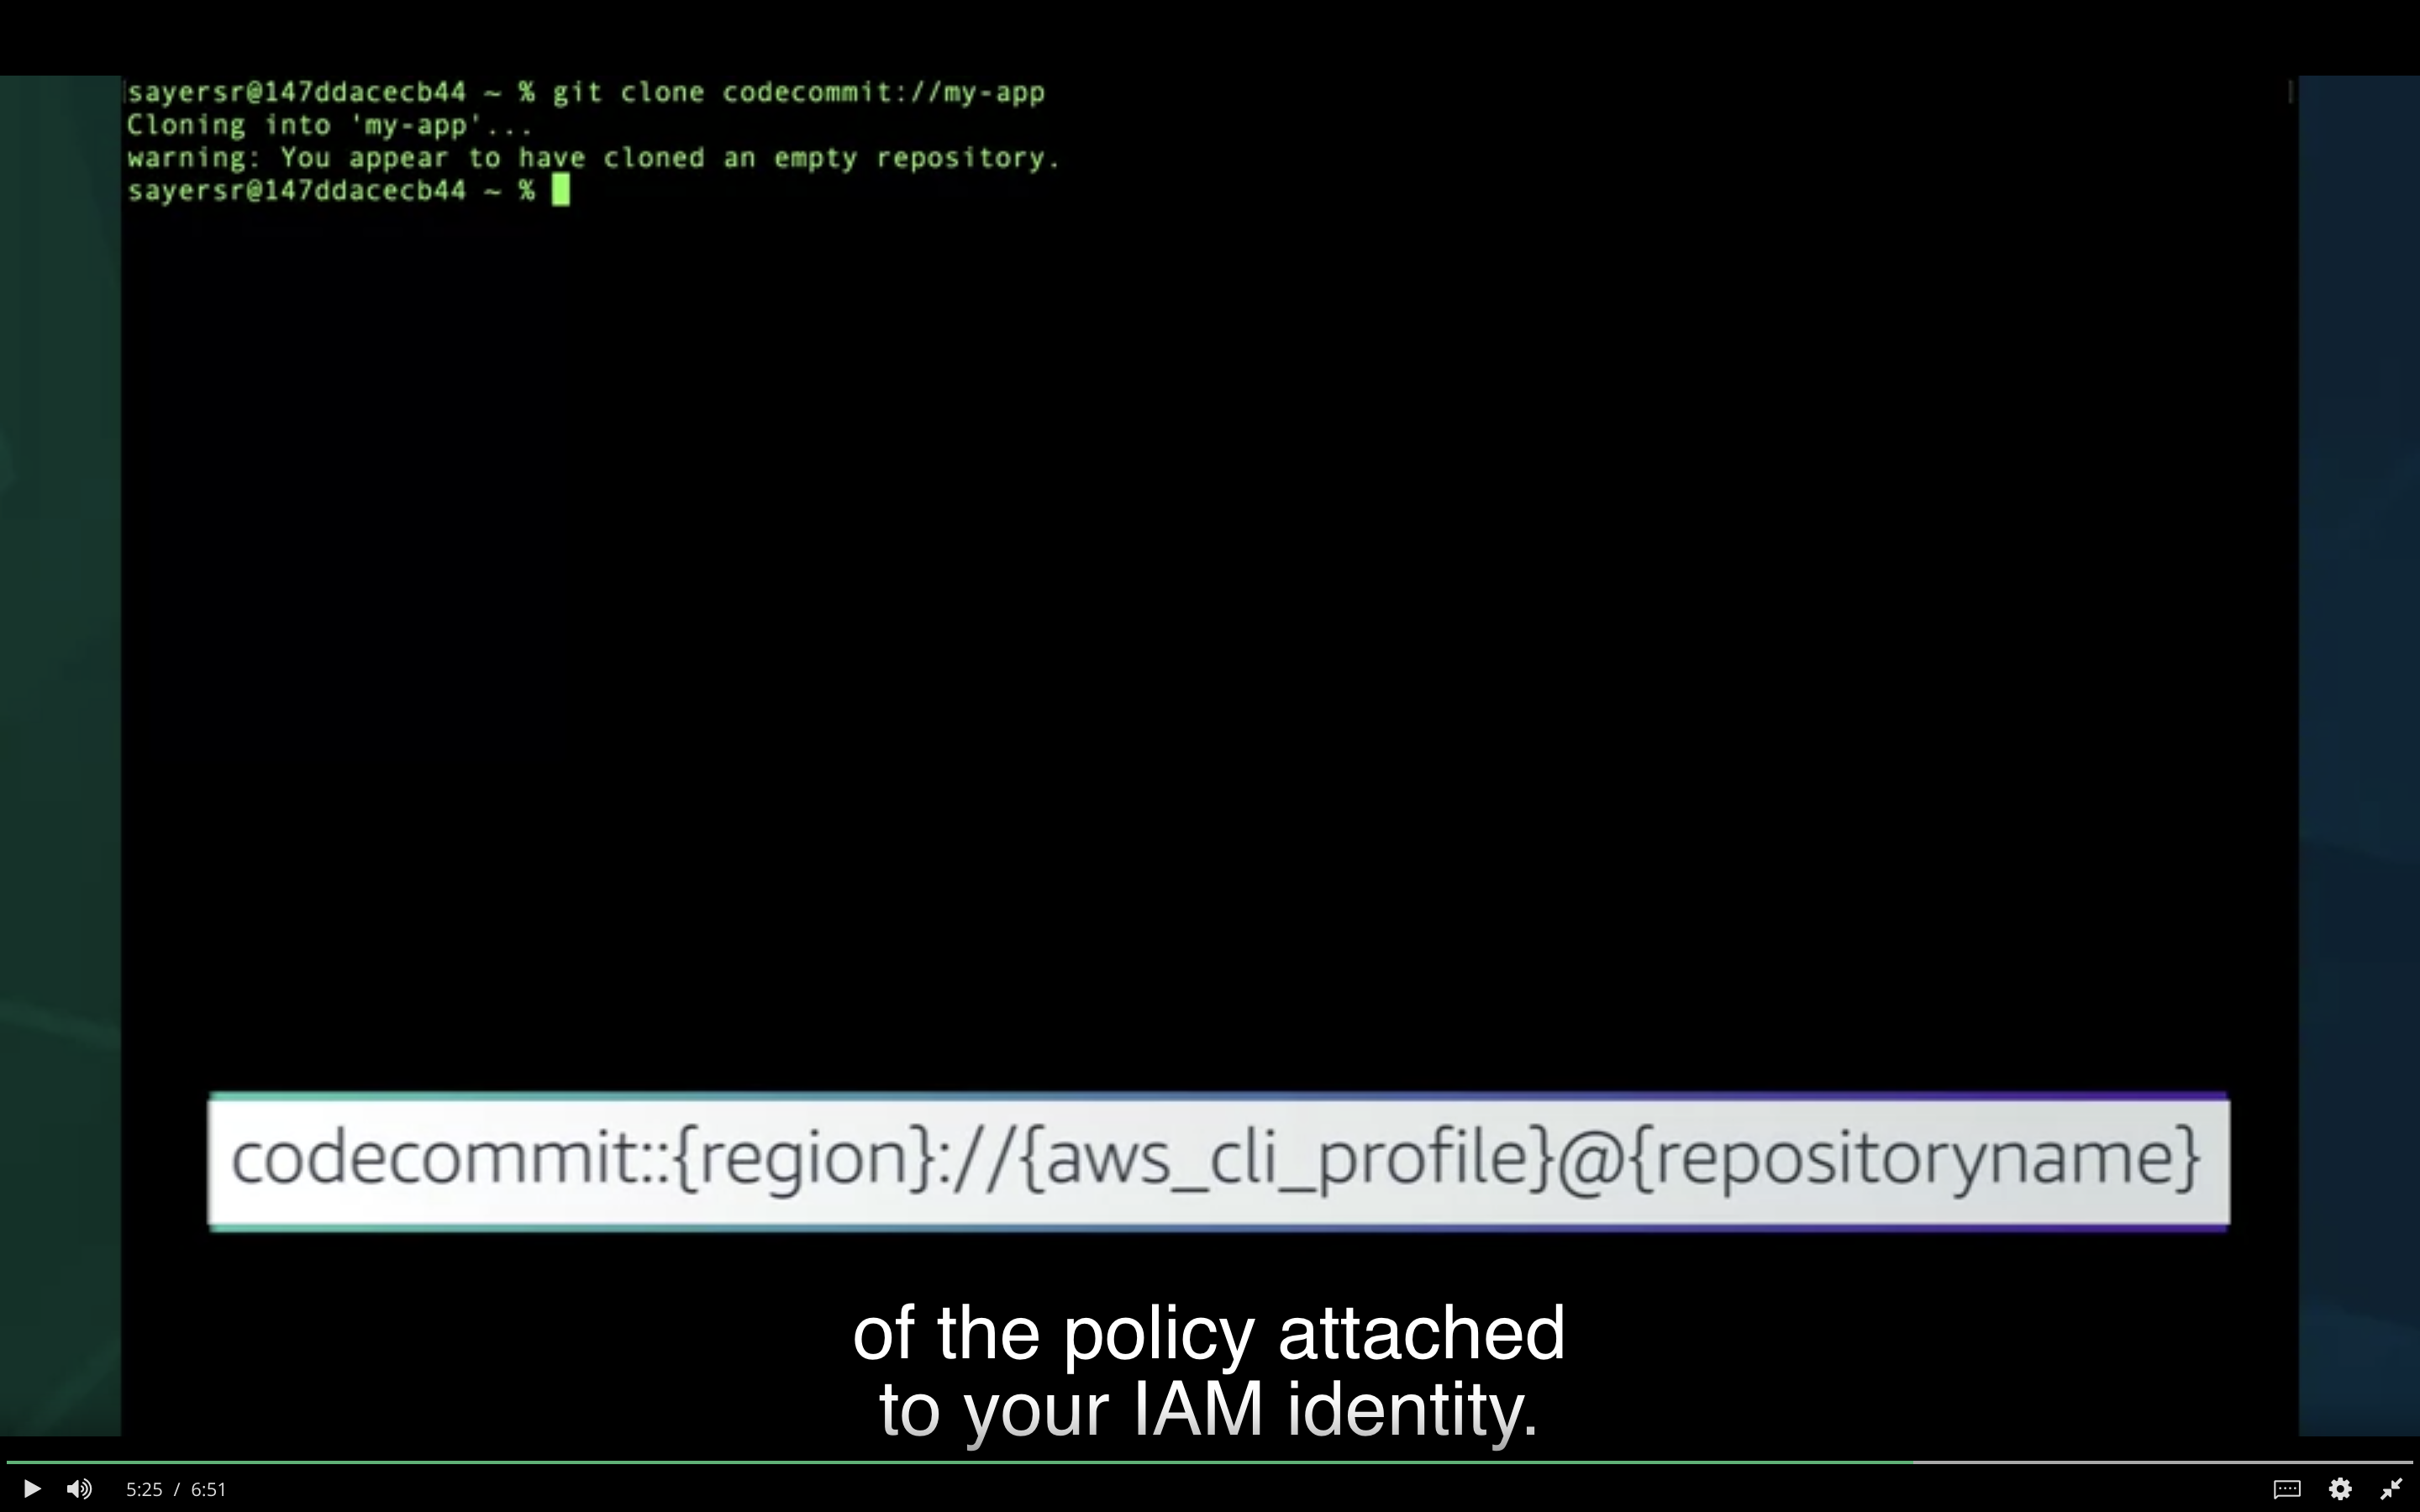 sayersr@147ddacecb44 ~ % git clone codecommit://my-app
Cloning into 'my-app'...
warning: You appear to have cloned an empty repository.
sayersr@147ddacecb44 ~ %
codecommit::{region}://{aws_cli_profile}@{repositoryname}
of the policy attached
to your IAM identity.
5:25 / 6:51